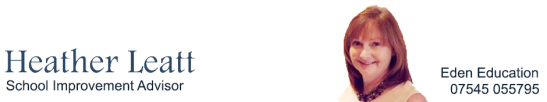 Heather Leatt
School Improvement Advisor
Eden Education
07545 055795